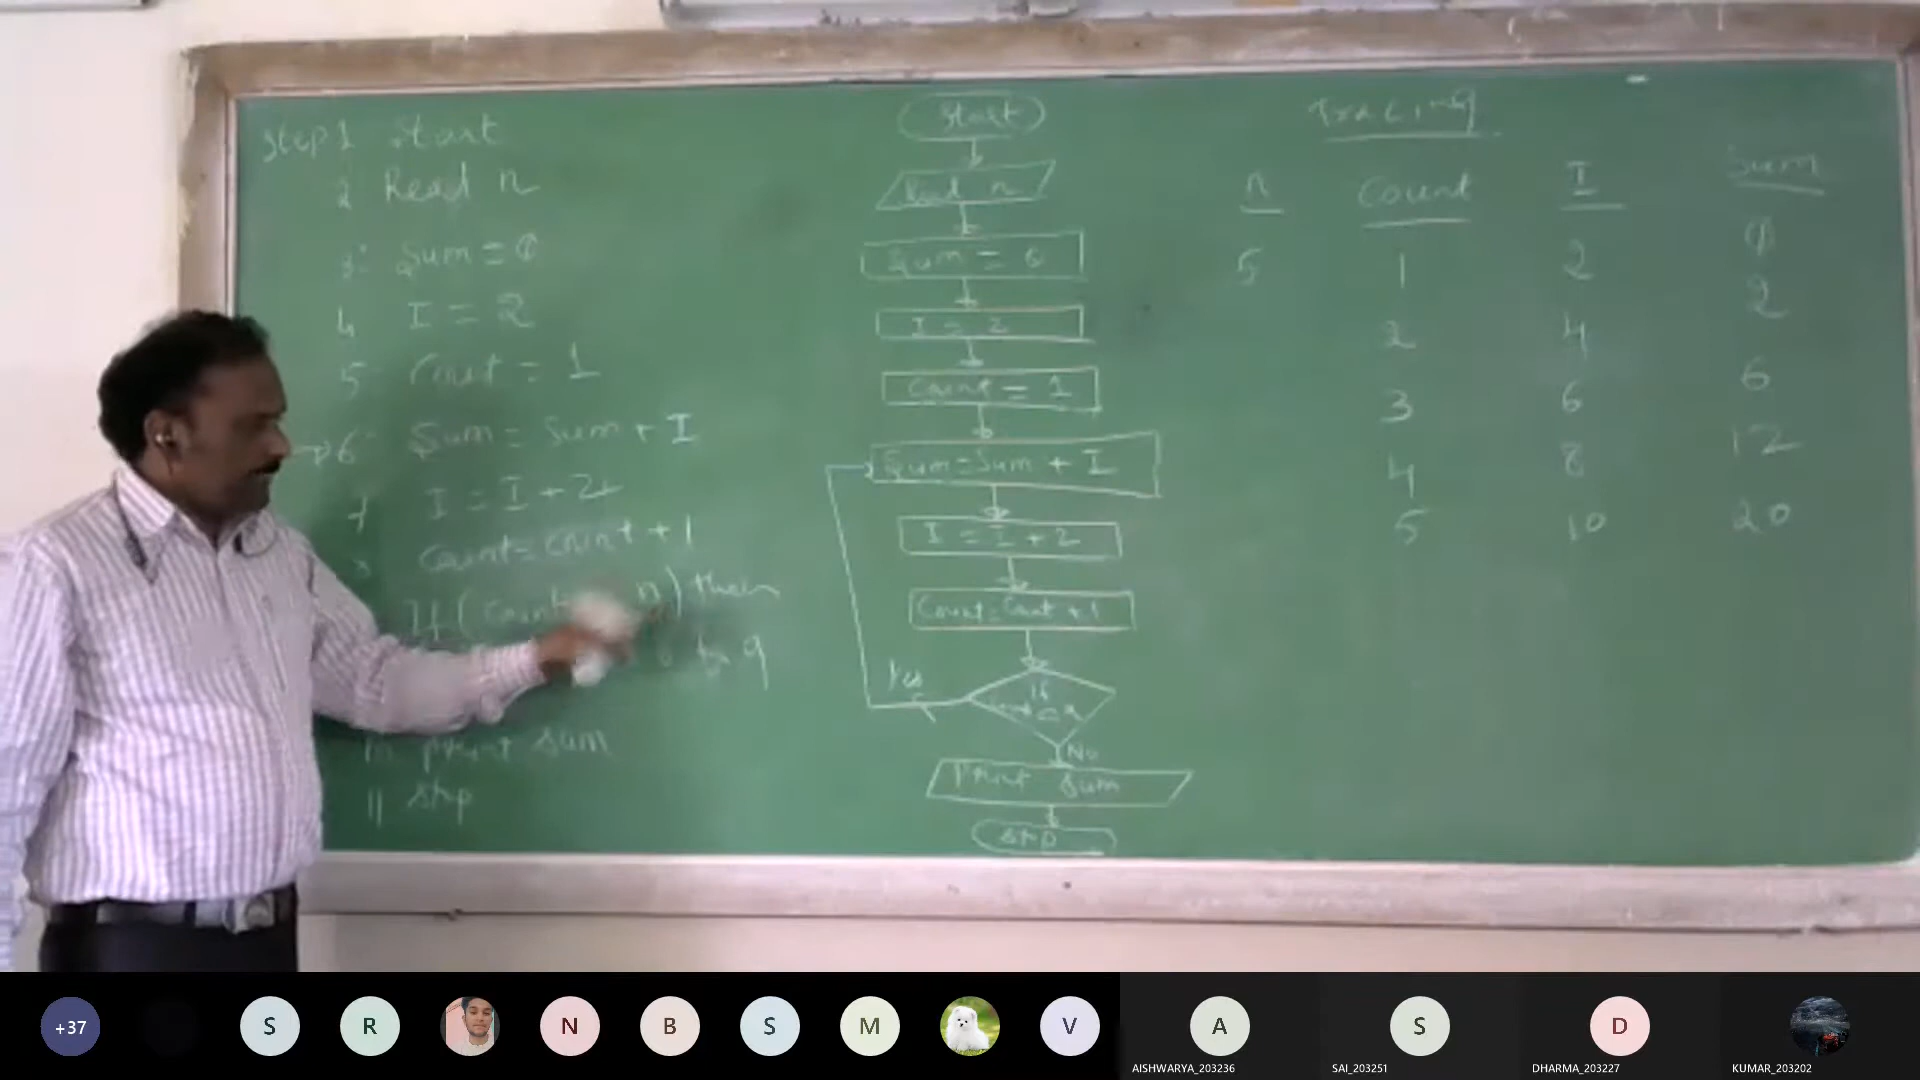 Step 1 Start
2 Read n
3: Sum = 0
4 I = 2
5 Count = 1
→ 6 Sum = Sum + I
7 I = I + 2
Count = Count + 1
If ( Count n) then
to 9
print sum
11 stop
Start
Read n
Sum = 0
I = 2
Count = 1
Sum = Sum + I
I = I + 2
Count = Count + 1
If
Yes
No
Print Sum
stop
Tracing
n Count I Sum
5 1 2 0
2
2 4
6
3 6
12
4 8
5 10 20
+37 S R N B S M V A S D
AISHWARYA_203236 SAI_203251 DHARMA_203227 KUMAR_203202